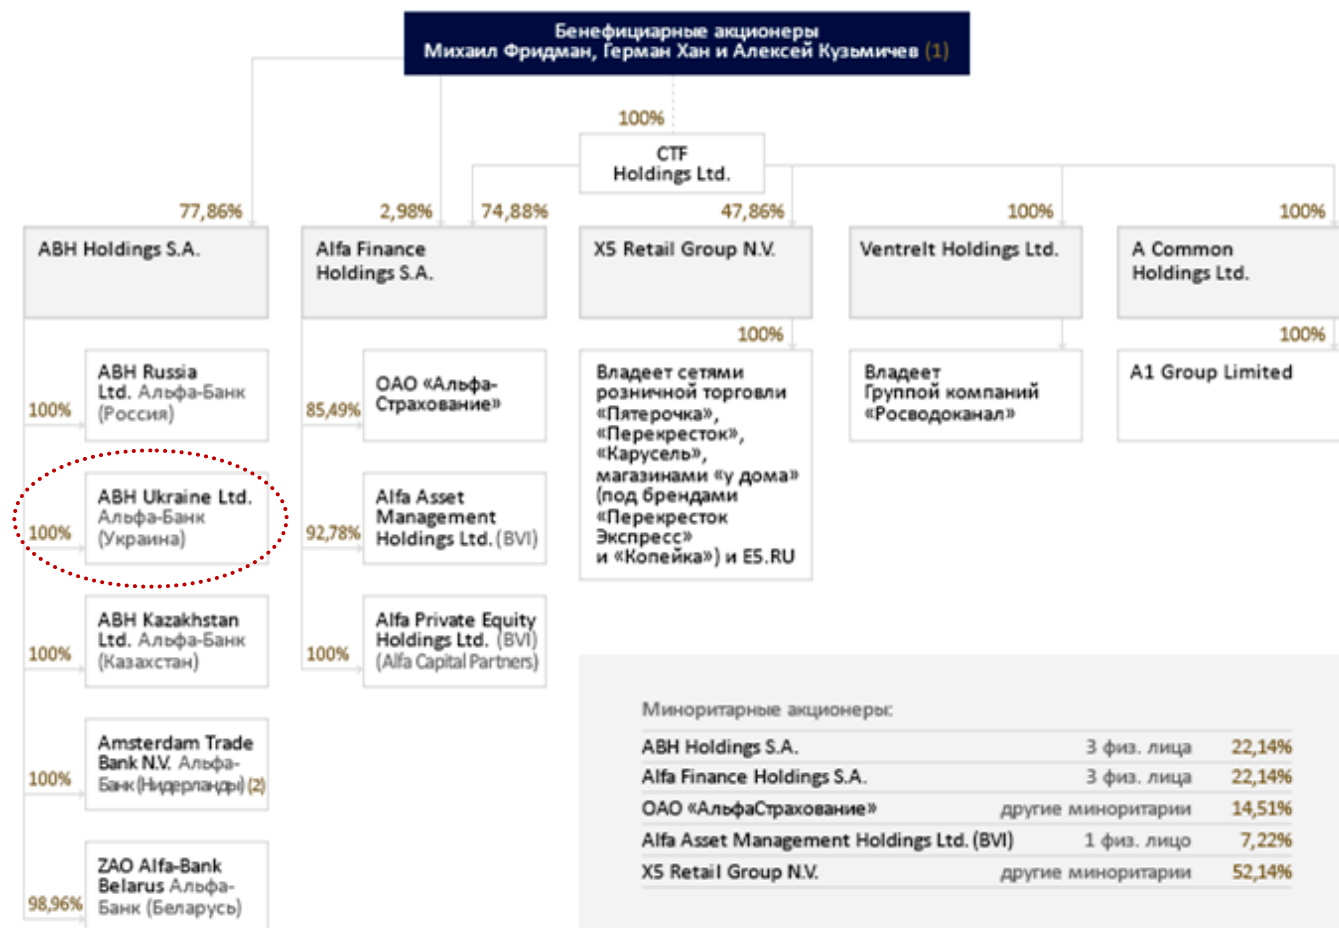 Бенефициарные акционеры
Михаил Фридман, Герман Хан и Алексей Кузьмичев (1)
100%
CTF
Holdings Ltd.
77,86%
2,98%
74,88%
47,86%
100%
100%
ABH Holdings S.A.
Alfa Finance
Holdings S.A.
X5 Retail Group N.V.
Ventrelt Holdings Ltd.
A Common
Holdings Ltd.
100%
ABH Russia
Ltd. Альфа-Банк
(Россия)
100%
ABH Ukraine Ltd.
Альфа-Банк
(Украина)
100%
ABH Kazakhstan
Ltd. Альфа-Банк
(Казахстан)
100%
Amsterdam Trade
Bank N.V. Альфа-
Банк (Нидерланды) (2)
98,96%
ZAO Alfa-Bank
Belarus Альфа-
Банк (Беларусь)
85,49%
ОАО «Альфа-
Страхование»
92,78%
Alfa Asset
Management
Holdings Ltd. (BVI)
100%
Alfa Private Equity
Holdings Ltd. (BVI)
(Alfa Capital Partners)
100%
Владеет сетями
розничной торговли
«Пятерочка»,
«Перекресток»,
«Карусель»,
магазинами «у дома»
(под брендами
«Перекресток
Экспресс»
и «Копейка») и E5.RU
Владеет
Группой компаний
«Росводоканал»
100%
A1 Group Limited
Миноритарные акционеры:
ABH Holdings S.A. 3 физ. лица 22,14%
Alfa Finance Holdings S.A. 3 физ. лица 22,14%
ОАО «АльфаСтрахование» другие миноритарии 14,51%
Alfa Asset Management Holdings Ltd. (BVI) 1 физ. лицо 7,22%
X5 Retail Group N.V. другие миноритарии 52,14%